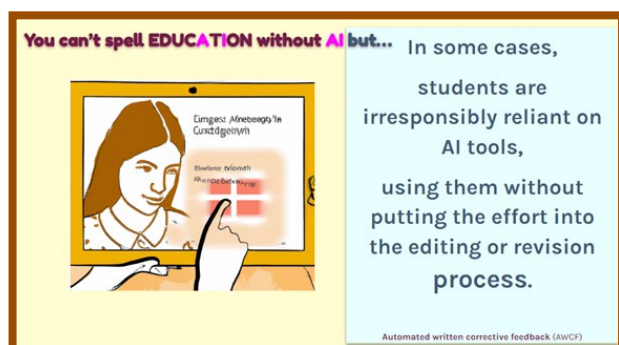 You can't spell EDUCATION without AI but...
In some cases,
students are
irresponsibly reliant on
AI tools,
using them without
putting the effort into
the editing or revision
process.
Automated written corrective feedback (AWCF)